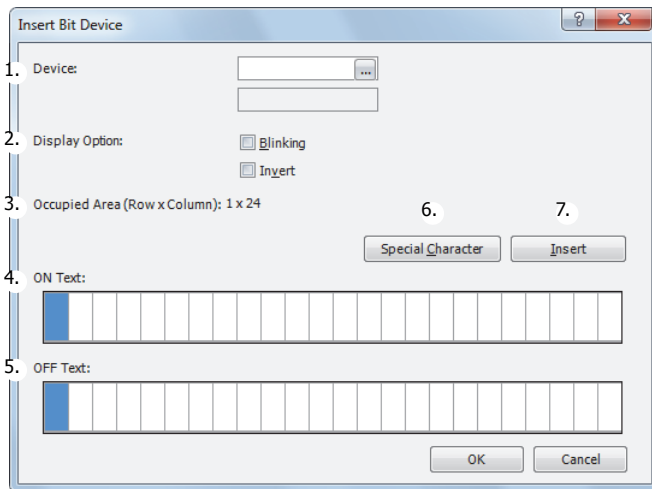 Insert Bit Device
?
X
1. Device:
...
2. Display Option:
Blinking
Invert
3. Occupied Area (Row x Column): 1 x 24
6. 7.
Special Character Insert
4. ON Text:
5. OFF Text:
OK Cancel